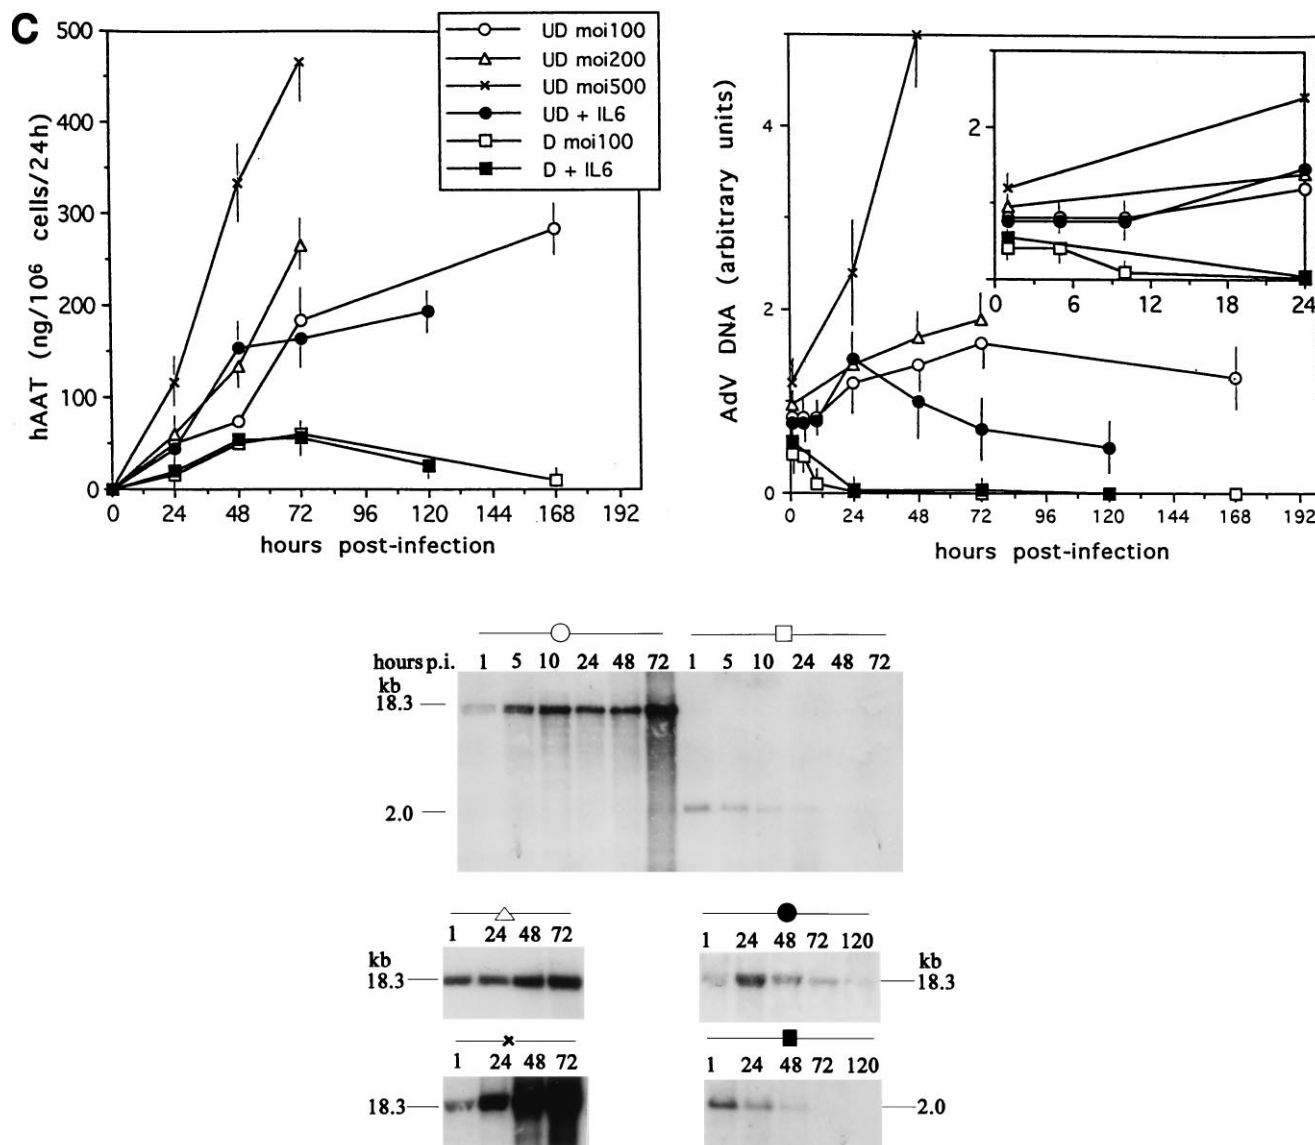 C
hAAT (ng/10⁶ cells/24h)
500
400
300
200
100
0
0 24 48 72 96 120 144 168 192
hours post-infection
UD moi100
UD moi200
UD moi500
UD + IL6
D moi100
D + IL6
AdV DNA (arbitrary units)
4
2
0
0 24 48 72 96 120 144 168 192
hours post-infection
2
0 6 12 18 24
hours p.i. 1 5 10 24 48 72 1 5 10 24 48 72
kb
18.3
2.0
1 24 48 72
kb
18.3
1 24 48 72 120
kb
18.3
1 24 48 72
18.3
1 24 48 72 120
2.0